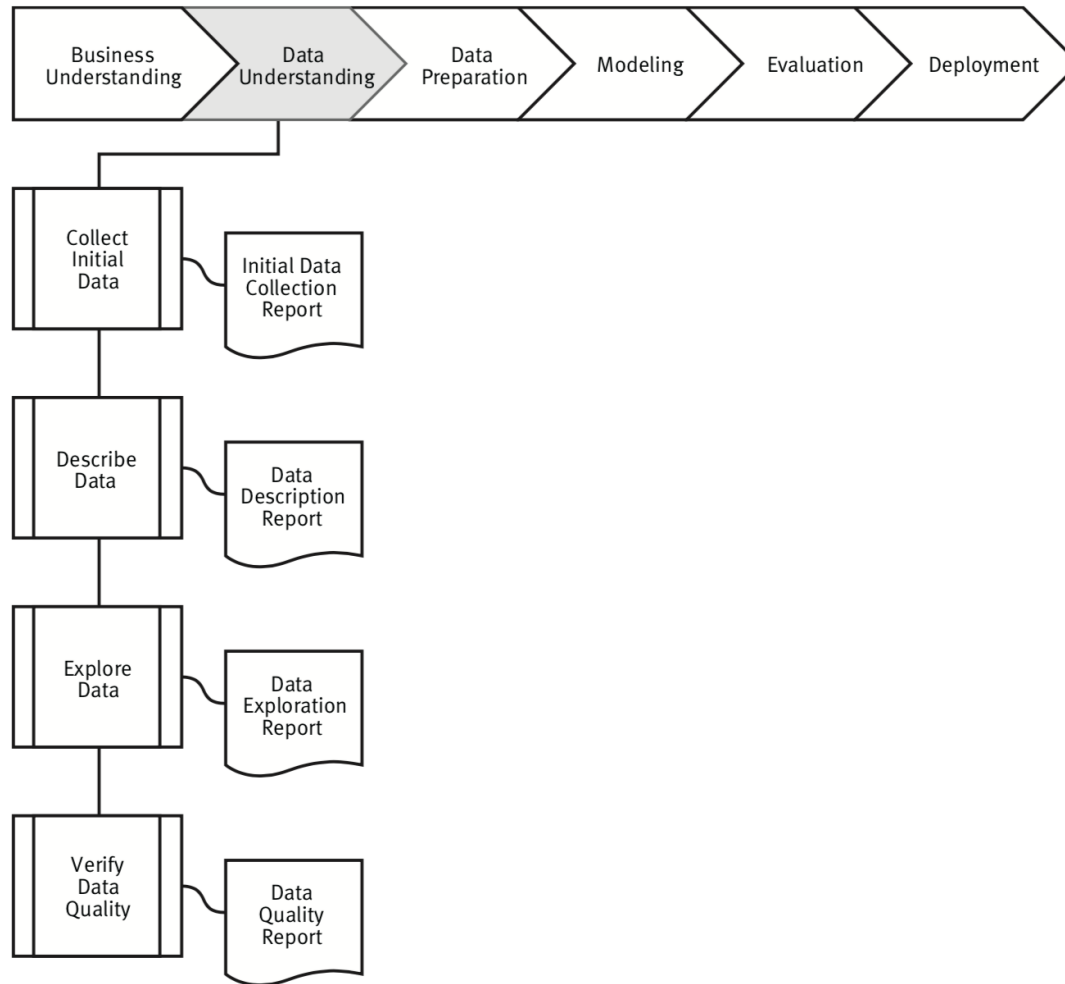 Business
Understanding
Data
Understanding
Data
Preparation
Modeling
Evaluation
Deployment
Collect
Initial
Data
Initial Data
Collection
Report
Describe
Data
Data
Description
Report
Explore
Data
Data
Exploration
Report
Verify
Data
Quality
Data
Quality
Report